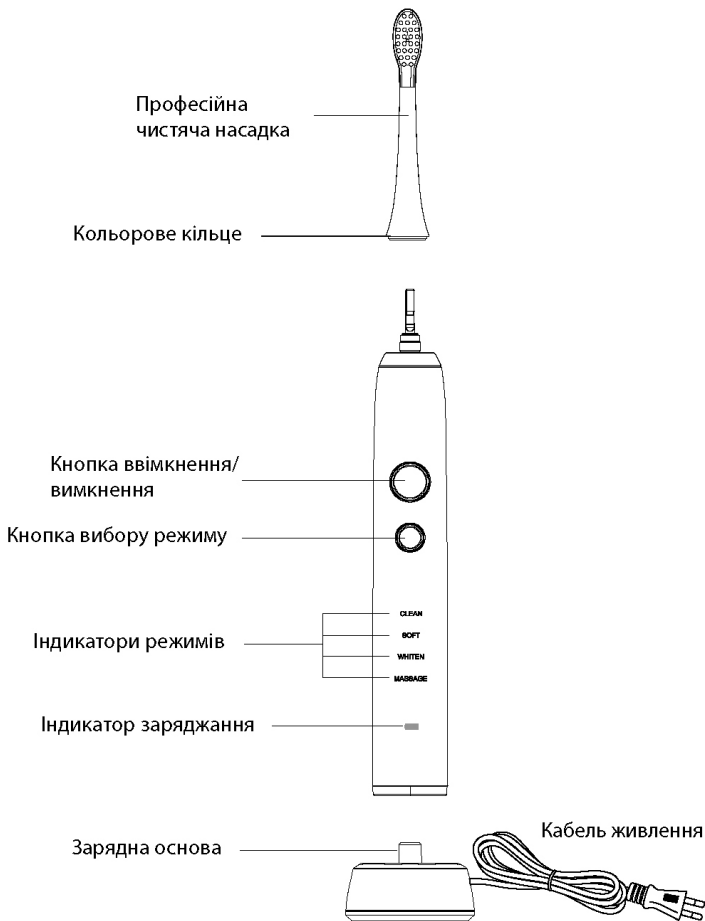 Професійна
чистяча насадка
Кольорове кільце
Кнопка ввімкнення/
вимкнення
Кнопка вибору режиму
CLEAN
SOFT
Індикатори режимів
WHITEN
MASSAGE
Індикатор заряджання
Кабель живлення
Зарядна основа